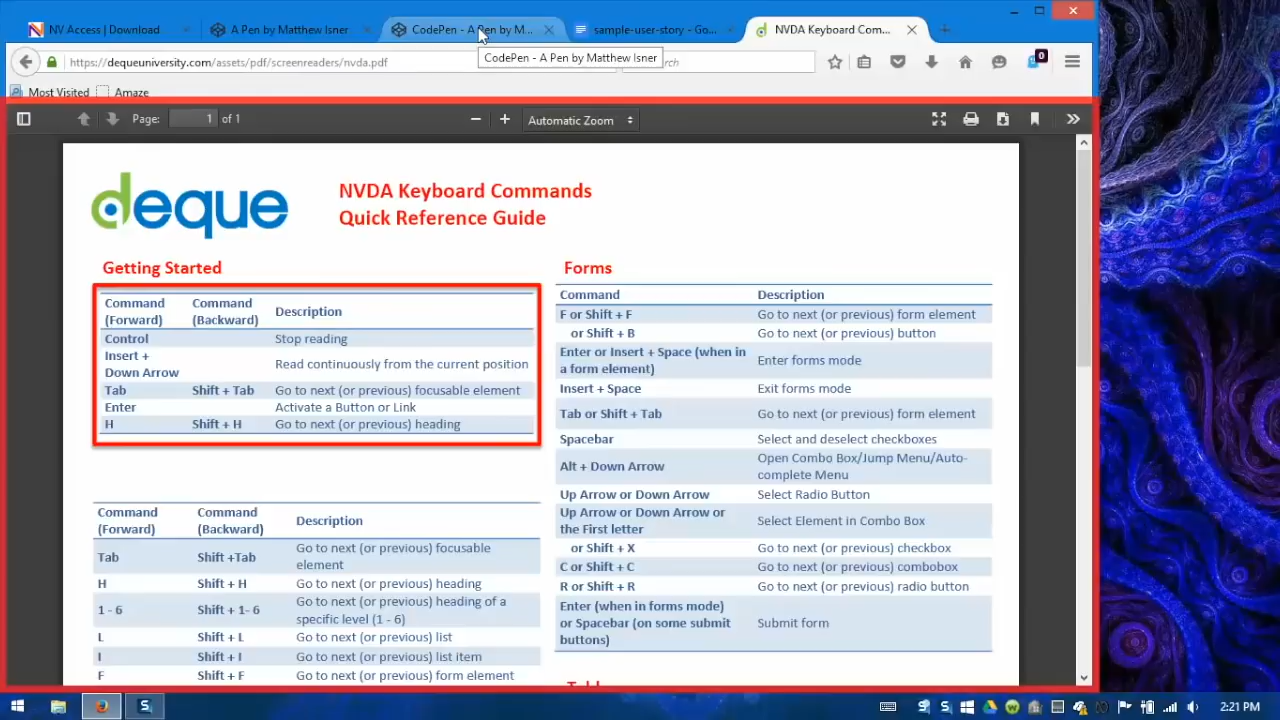 NV Access | Download
A Pen by Matthew Isner
CodePen - A Pen by M...
sample-user-story - Go...
NVDA Keyboard Com...
https://dequeuniversity.com/assets/pdf/screenreaders/nvda.pdf
CodePen - A Pen by Matthew Isner
0
Most Visited
Amaze
Page: 1 of 1
Automatic Zoom
deque
NVDA Keyboard Commands
Quick Reference Guide
Getting Started
Command (Forward) Command (Backward) Description
Control Stop reading
Insert + Down Arrow Read continuously from the current position
Tab Shift + Tab Go to next (or previous) focusable element
Enter Activate a Button or Link
H Shift + H Go to next (or previous) heading
Command (Forward) Command (Backward) Description
Tab Shift +Tab Go to next (or previous) focusable element
H Shift + H Go to next (or previous) heading
1 - 6 Shift + 1- 6 Go to next (or previous) heading of a specific level (1 - 6)
L Shift + L Go to next (or previous) list
I Shift + I Go to next (or previous) list item
F Shift + F Go to next (or previous) form element
Forms
Command Description
F or Shift + F Go to next (or previous) form element
or Shift + B Go to next (or previous) button
Enter or Insert + Space (when in a form element) Enter forms mode
Insert + Space Exit forms mode
Tab or Shift + Tab Go to next (or previous) form element
Spacebar Select and deselect checkboxes
Alt + Down Arrow Open Combo Box/Jump Menu/Auto-complete Menu
Up Arrow or Down Arrow Select Radio Button
Up Arrow or Down Arrow or the First letter Select Element in Combo Box
or Shift + X Go to next (or previous) checkbox
C or Shift + C Go to next (or previous) combobox
R or Shift + R Go to next (or previous) radio button
Enter (when in forms mode) or Spacebar (on some submit buttons) Submit form
2:21 PM